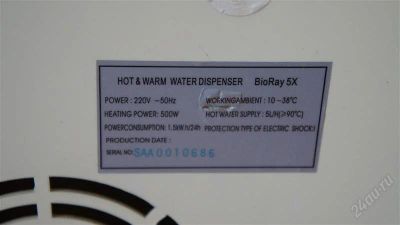 HOT & WARM WATER DISPENSER BioRay 5X
POWER : 220V ~50Hz WORKINGAMBIENT : 10~38℃
HEATING POWER: 500W HOT WATER SUPPLY : 5L/H(≥90℃)
POWERCONSUMPTION : 1.5kW.h/24h PROTECTION TYPE OF ELECTRIC SHOCK:I
PRODUCTION DATE :
SERIAL NO: SAA0010686
24au.ru